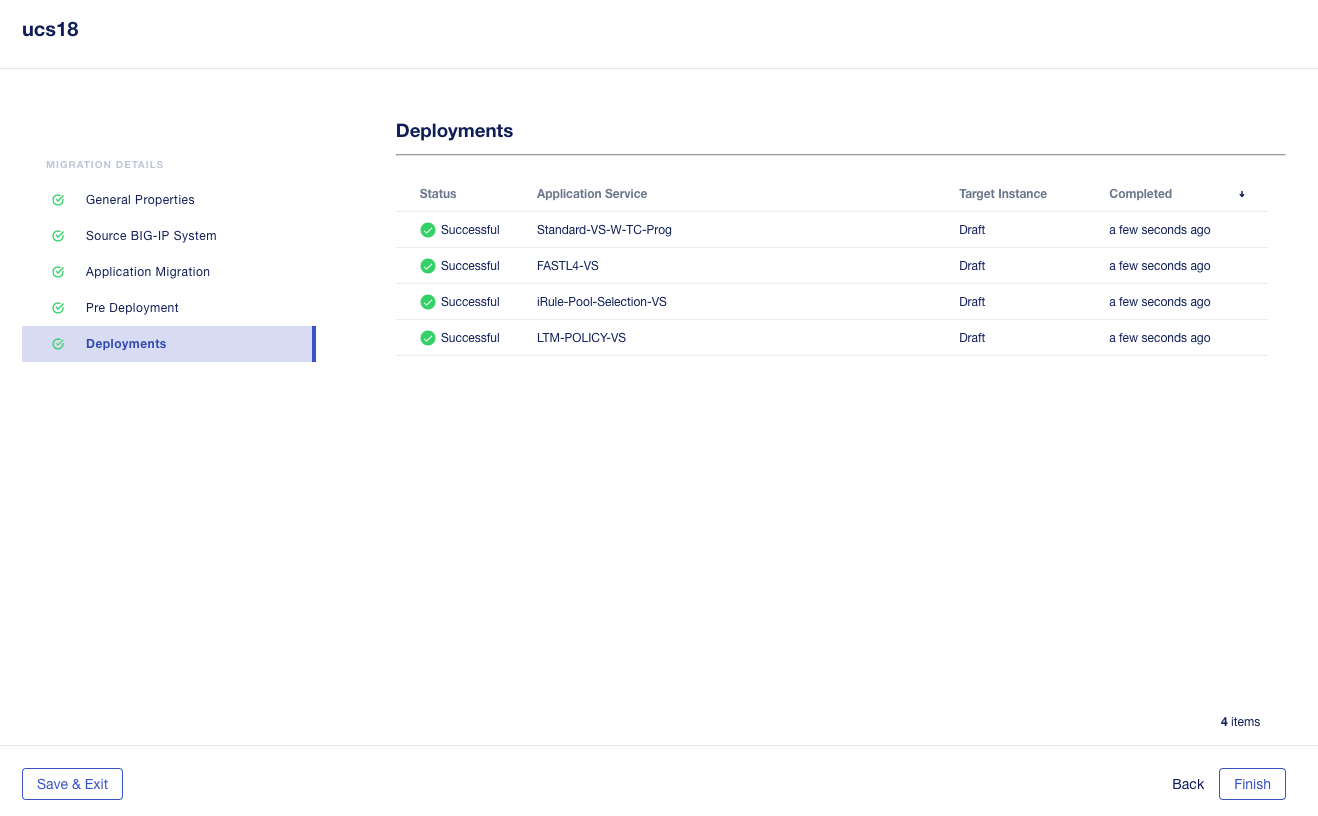 ucs18
MIGRATION DETAILS
General Properties
Source BIG-IP System
Application Migration
Pre Deployment
Deployments
Deployments
Status Application Service Target Instance Completed
Successful Standard-VS-W-TC-Prog Draft a few seconds ago
Successful FASTL4-VS Draft a few seconds ago
Successful iRule-Pool-Selection-VS Draft a few seconds ago
Successful LTM-POLICY-VS Draft a few seconds ago
4 items
Save & Exit Back Finish